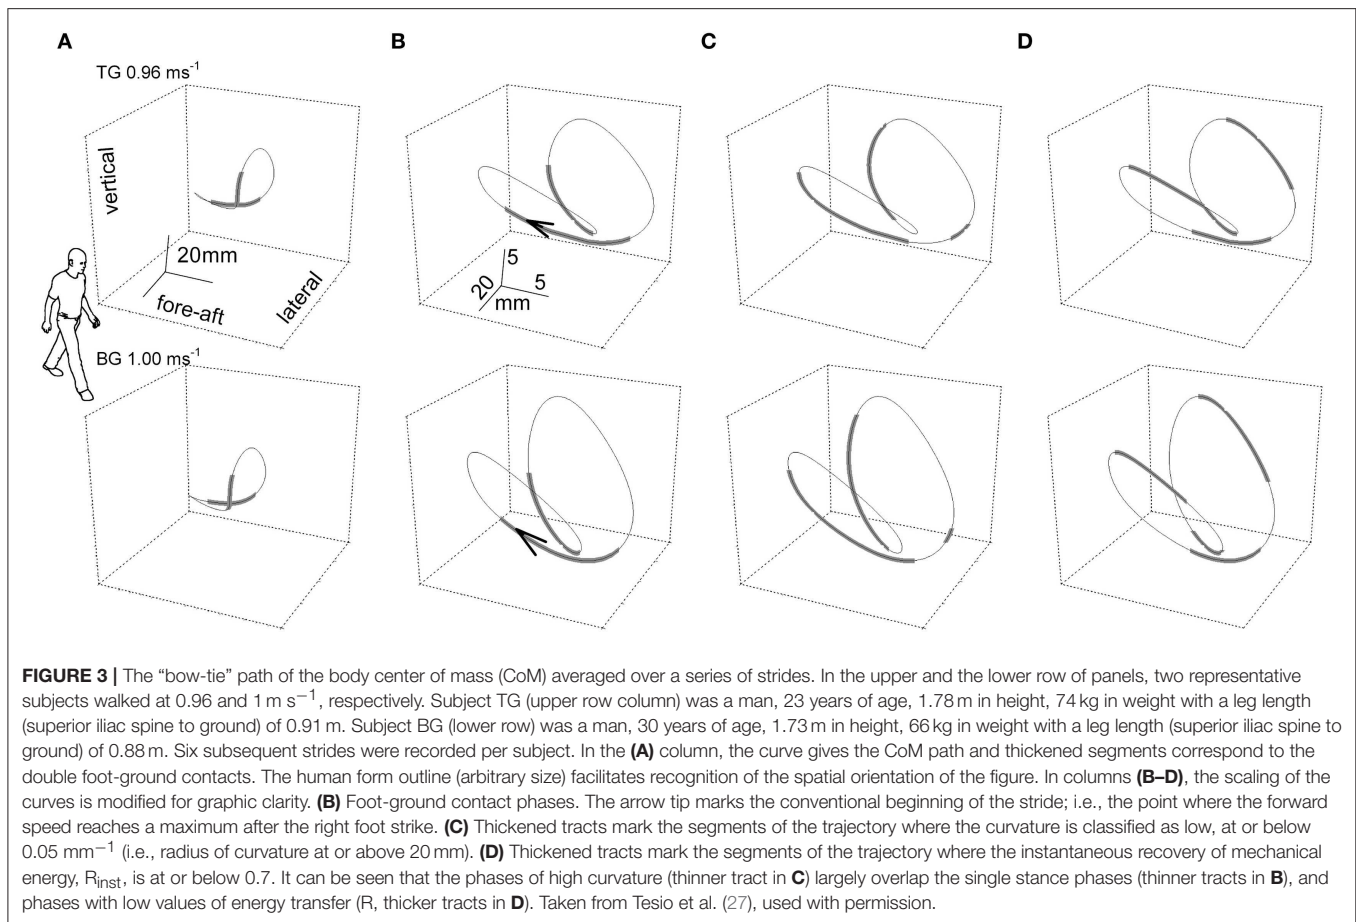 A B C D
TG 0.96 ms-1
vertical
20mm
fore-aft
lateral
5
20 5
mm
BG 1.00 ms-1
FIGURE 3 | The “bow-tie” path of the body center of mass (CoM) averaged over a series of strides. In the upper and the lower row of panels, two representative
subjects walked at 0.96 and 1 m s−1, respectively. Subject TG (upper row column) was a man, 23 years of age, 1.78 m in height, 74 kg in weight with a leg length
(superior iliac spine to ground) of 0.91 m. Subject BG (lower row) was a man, 30 years of age, 1.73 m in height, 66 kg in weight with a leg length (superior iliac spine to
ground) of 0.88 m. Six subsequent strides were recorded per subject. In the (A) column, the curve gives the CoM path and thickened segments correspond to the
double foot-ground contacts. The human form outline (arbitrary size) facilitates recognition of the spatial orientation of the figure. In columns (B–D), the scaling of the
curves is modified for graphic clarity. (B) Foot-ground contact phases. The arrow tip marks the conventional beginning of the stride; i.e., the point where the forward
speed reaches a maximum after the right foot strike. (C) Thickened tracts mark the segments of the trajectory where the curvature is classified as low, at or below
0.05 mm−1 (i.e., radius of curvature at or above 20 mm). (D) Thickened tracts mark the segments of the trajectory where the instantaneous recovery of mechanical
energy, Rinst, is at or below 0.7. It can be seen that the phases of high curvature (thinner tract in C) largely overlap the single stance phases (thinner tracts in B), and
phases with low values of energy transfer (R, thicker tracts in D). Taken from Tesio et al. (27), used with permission.